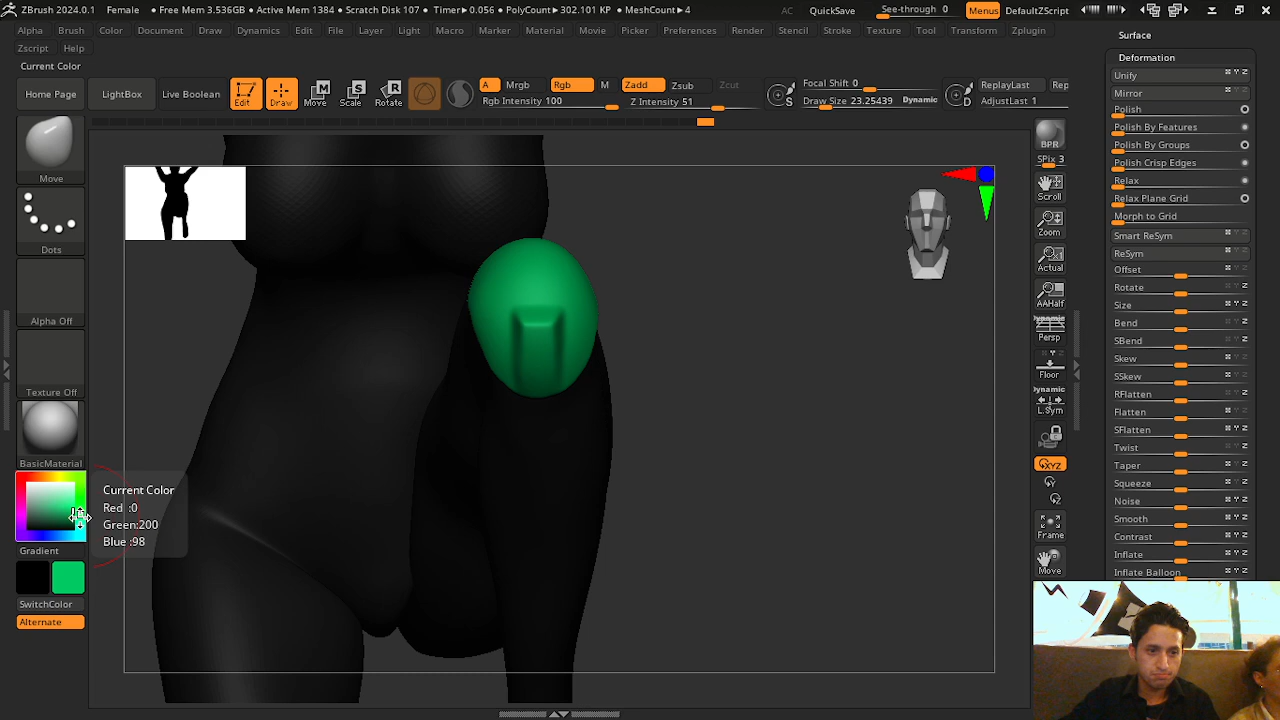 ZBrush 2024.0.1 Female • Free Mem 3.536GB • Active Mem 1384 • Scratch Disk 107 • Timer▶0.056 • PolyCount▶302.101 KP • MeshCount▶4 AC QuickSave See-through 0 Menus DefaultZScript
Alpha Brush Color Document Draw Dynamics Edit File Layer Light Macro Marker Material Movie Picker Preferences Render Stencil Stroke Texture Tool Transform Zplugin
Zscript Help
Current Color
Home Page LightBox Live Boolean Edit Draw Move Scale Rotate
A Mrgb Rgb M Zadd Zsub Zcut
Rgb Intensity 100 Z Intensity 51
S Focal Shift 0
Draw Size 23.25439 Dynamic
D ReplayLast Rep
AdjustLast 1
Move
Dots
Alpha Off
Texture Off
BasicMaterial
Current Color
Red :0
Green:200
Blue :98
Gradient
SwitchColor
Alternate
BPR
SPix 3
Scroll
Zoom
Actual
AAHalf
Dynamic
Persp
Floor
Dynamic
L.Sym
XYZ
Y
Z
Frame
Move
Surface
Deformation
Unify
Mirror
Polish
Polish By Features
Polish By Groups
Polish Crisp Edges
Relax
Relax Plane Grid
Morph to Grid
Smart ReSym
ReSym
Offset
Rotate
Size
Bend
SBend
Skew
SSkew
RFlatten
Flatten
SFlatten
Twist
Taper
Squeeze
Noise
Smooth
Contrast
Inflate
Inflate Balloon